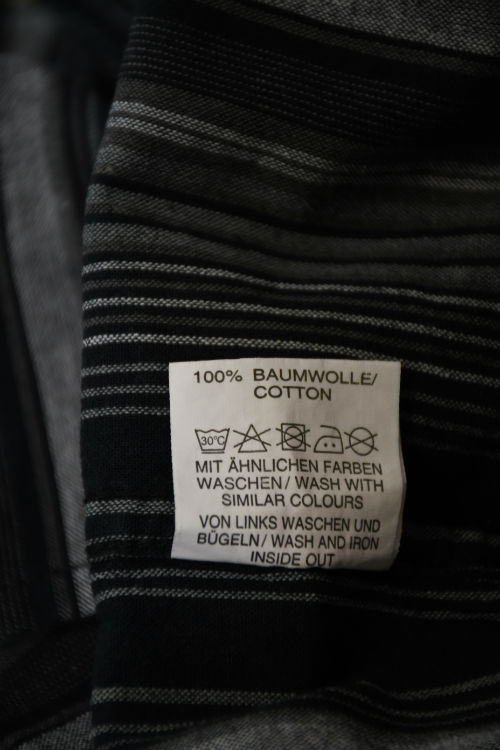 100% BAUMWOLLE/
COTTON
30°C
MIT ÄHNLICHEN FARBEN
WASCHEN/ WASH WITH
SIMILAR COLOURS
VON LINKS WASCHEN UND
BÜGELN/ WASH AND IRON
INSIDE OUT